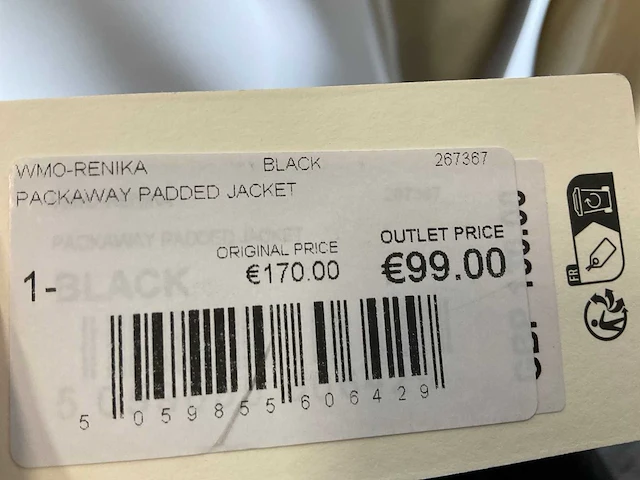 WMO-RENIKA BLACK 267367
PACKAWAY PADDED JACKET
ORIGINAL PRICE OUTLET PRICE
1- €170.00 €99.00
5 059855 606429
FR